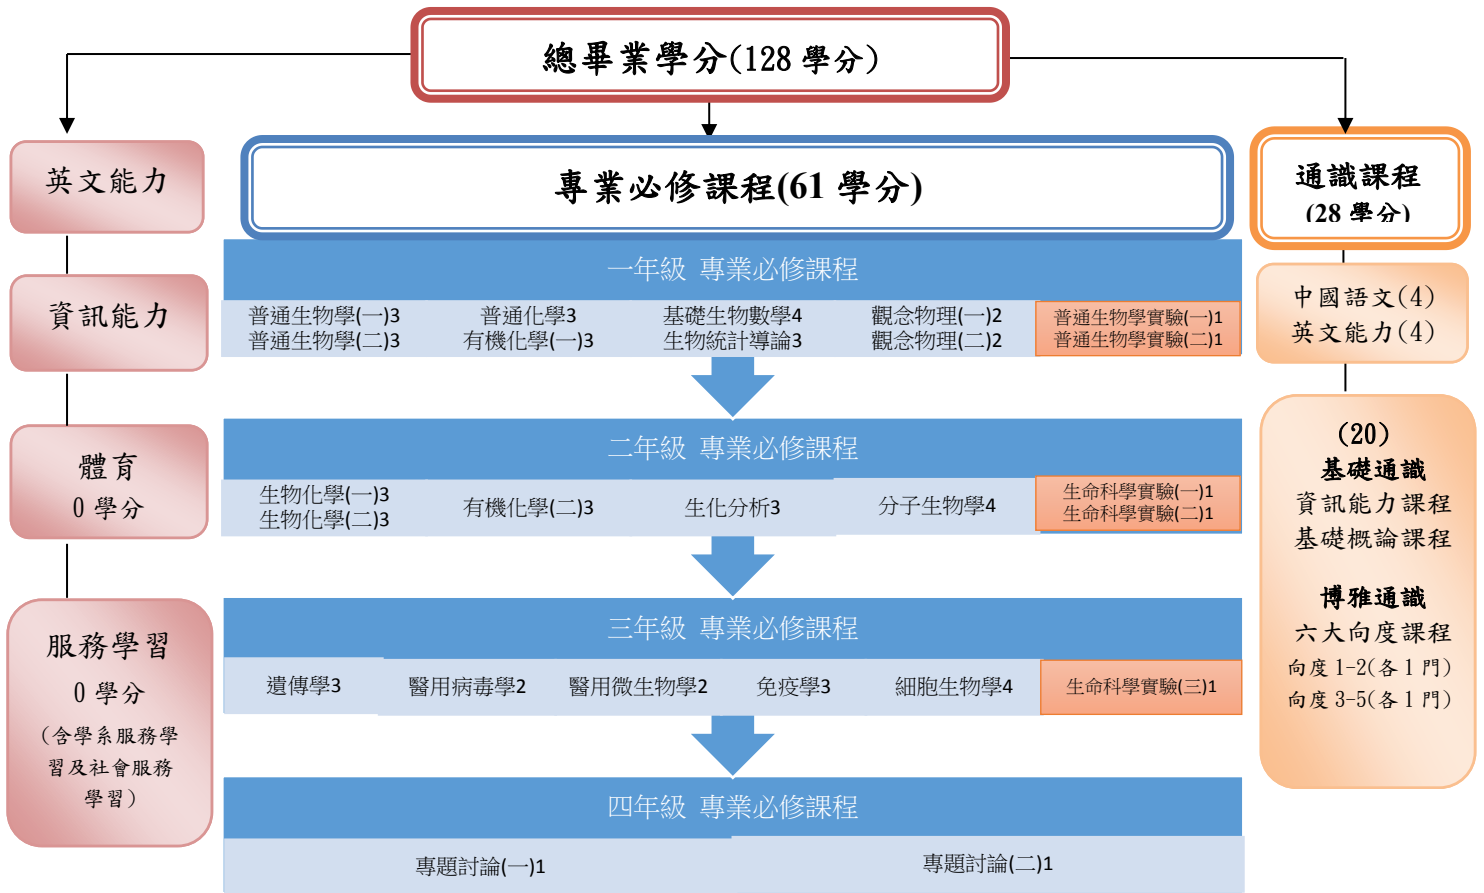 總畢業學分(128 學分)
英文能力
資訊能力
體育
0 學分
服務學習
0 學分
(含學系服務學
習及社會服務
學習)
專業必修課程(61 學分)
一年級 專業必修課程
普通生物學(一)3
普通生物學(二)3
普通化學3
有機化學(一)3
基礎生物數學4
生物統計導論3
觀念物理(一)2
觀念物理(二)2
普通生物學實驗(一)1
普通生物學實驗(二)1
二年級 專業必修課程
生物化學(一)3
生物化學(二)3
有機化學(二)3
生化分析3
分子生物學4
生命科學實驗(一)1
生命科學實驗(二)1
三年級 專業必修課程
遺傳學3
醫用病毒學2
醫用微生物學2
免疫學3
細胞生物學4
生命科學實驗(三)1
四年級 專業必修課程
專題討論(一)1
專題討論(二)1
通識課程
(28 學分)
中國語文(4)
英文能力(4)
(20)
基礎通識
資訊能力課程
基礎概論課程
博雅通識
六大向度課程
向度 1-2(各 1 門)
向度 3-5(各 1 門)